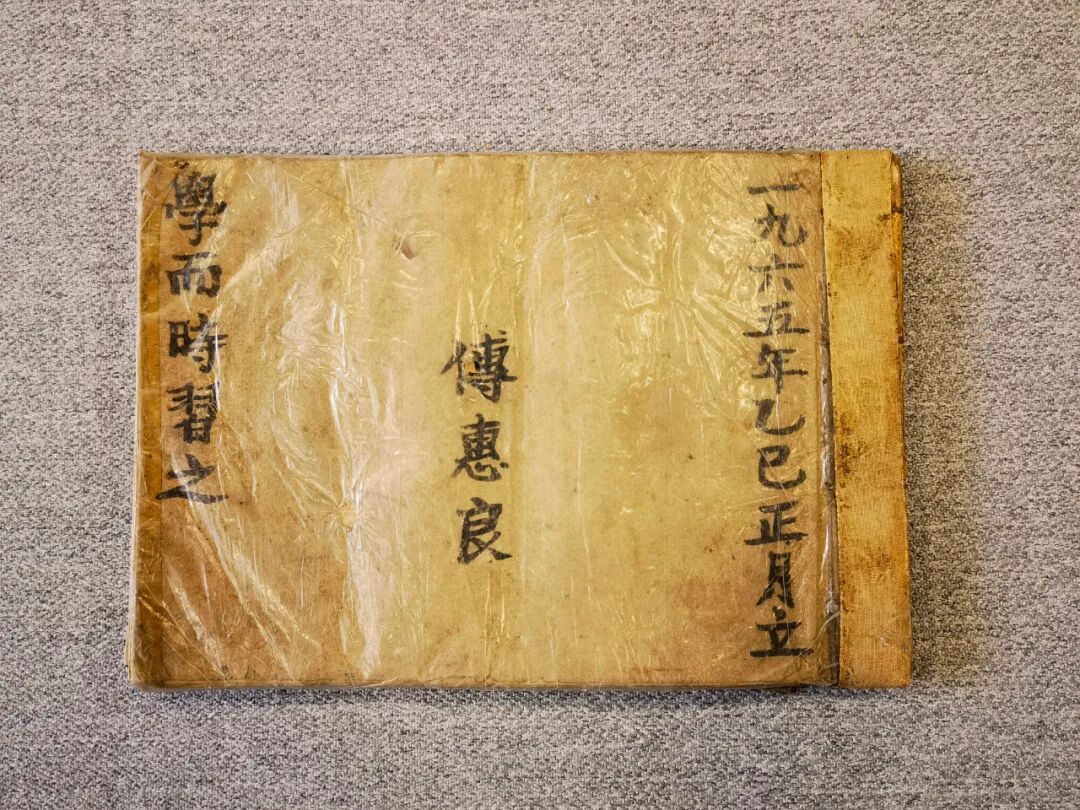 一九六五年乙巳正月立
傅惠良
學而時習之